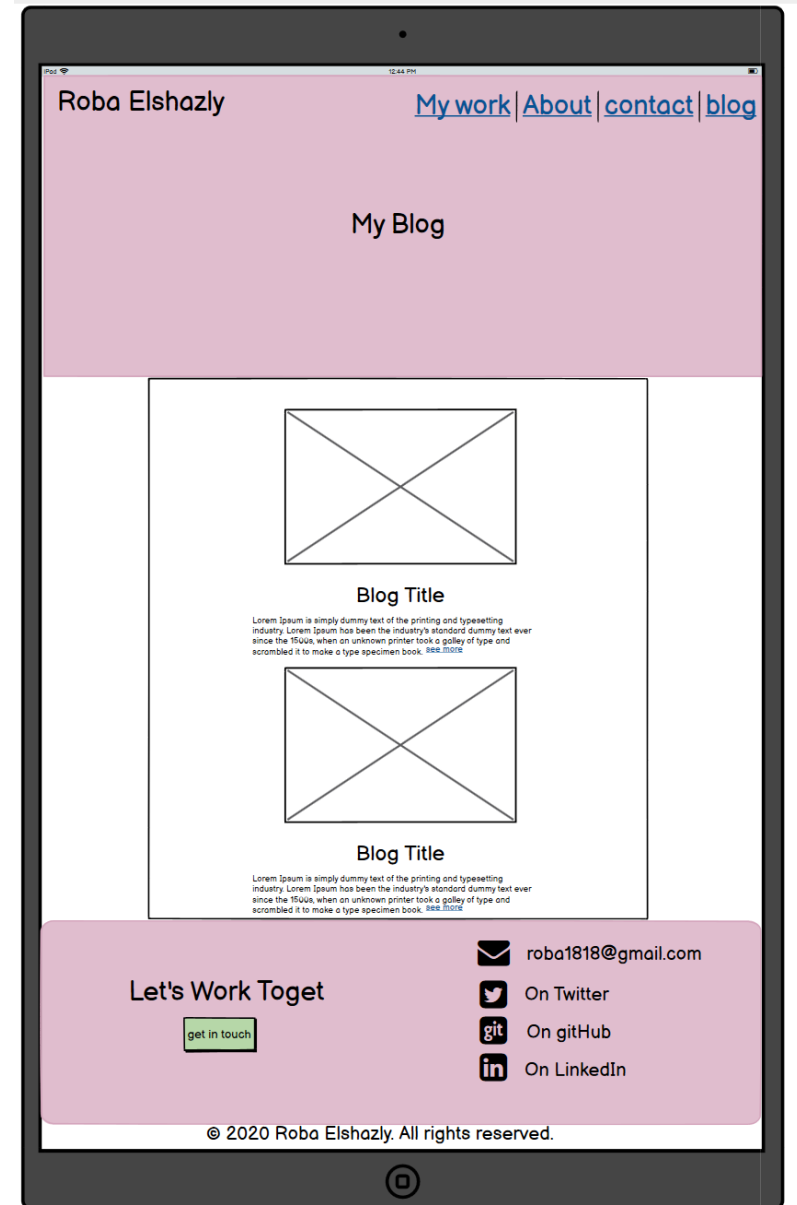 iPad 12:44 PM
Roba Elshazly
My work | About | contact | blog
My Blog
Blog Title
Lorem Ipsum is simply dummy text of the printing and typesetting
industry. Lorem Ipsum has been the industry's standard dummy text ever
since the 1500s, when an unknown printer took a galley of type and
scrambled it to make a type specimen book. see more
Blog Title
Lorem Ipsum is simply dummy text of the printing and typesetting
industry. Lorem Ipsum has been the industry's standard dummy text ever
since the 1500s, when an unknown printer took a galley of type and
scrambled it to make a type specimen book. see more
Let's Work Toget
get in touch
roba1818@gmail.com
On Twitter
git On gitHub
in On LinkedIn
© 2020 Roba Elshazly. All rights reserved.